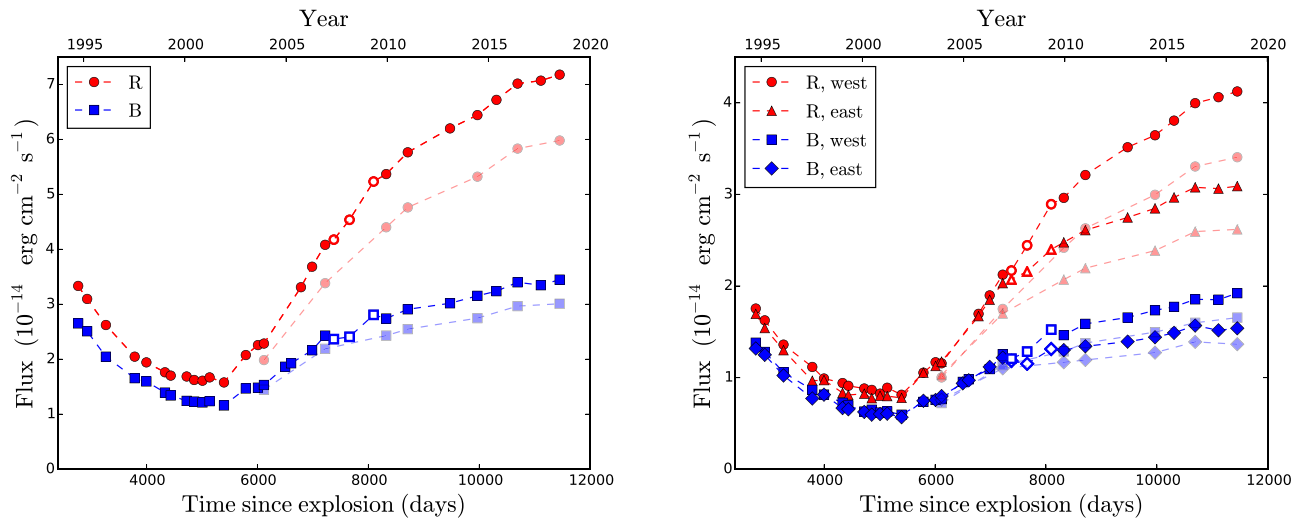 Year
1995 2000 2005 2010 2015 2020
R
B
7
6
5
4
3
2
1
0
Flux (10⁻¹⁴ erg cm⁻² s⁻¹)
4000 6000 8000 10000 12000
Time since explosion (days)
Year
1995 2000 2005 2010 2015 2020
R, west
R, east
B, west
B, east
4
3
2
1
0
Flux (10⁻¹⁴ erg cm⁻² s⁻¹)
4000 6000 8000 10000 12000
Time since explosion (days)